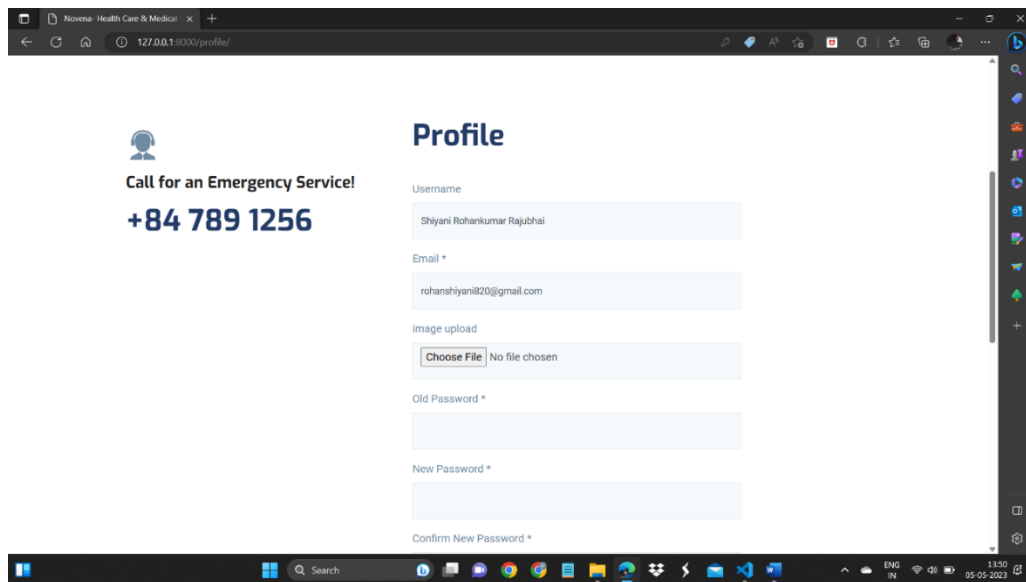 Novena- Health Care & Medical
127.0.0.1:8000/profile/
Profile
Call for an Emergency Service!
+84 789 1256
Username
Shiyani Rohankumar Rajubhai
Email *
rohanshiyani820@gmail.com
image upload
Choose File No file chosen
Old Password *
New Password *
Confirm New Password *
Search
ENG
IN
13:50
05-05-2023